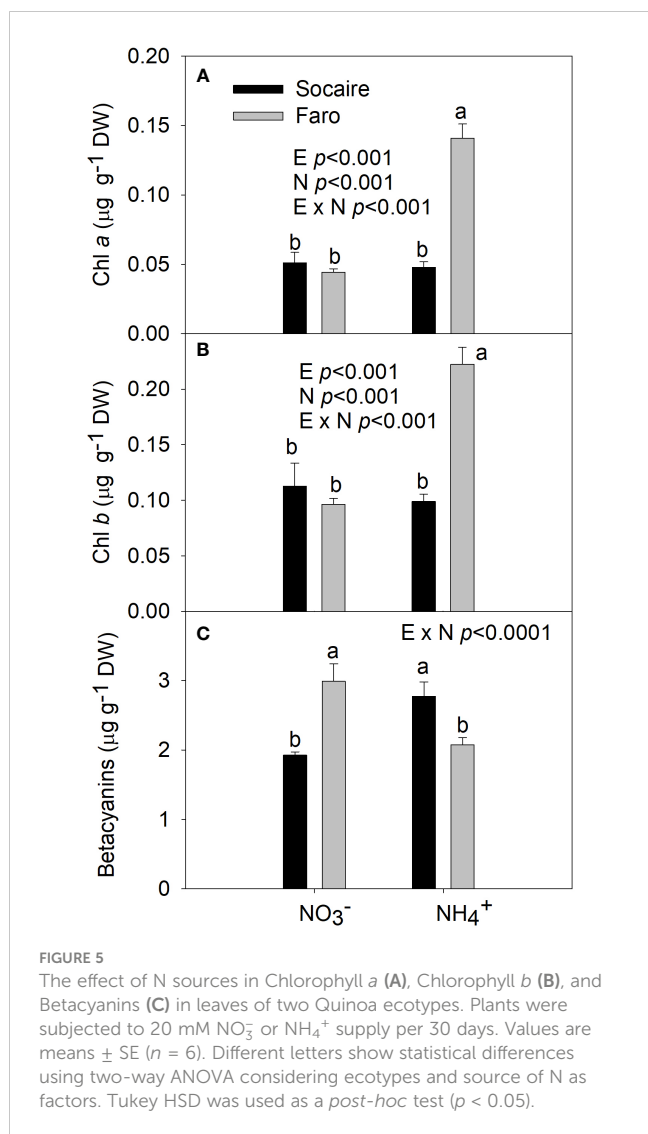 0.20
A
Socaire
Faro
a
0.15
E p<0.001
N p<0.001
E x N p<0.001
0.10
Chl a (µg g-1 DW)
b
b
b
0.05
0.00
B
a
0.20
E p<0.001
N p<0.001
E x N p<0.001
0.15
Chl b (µg g-1 DW)
b
b
b
0.10
0.05
0.00
C
E x N p<0.0001
a
a
3
b
b
2
Betacyanins (µg g-1 DW)
1
0
NO3- NH4+
FIGURE 5
The effect of N sources in Chlorophyll a (A), Chlorophyll b (B), and
Betacyanins (C) in leaves of two Quinoa ecotypes. Plants were
subjected to 20 mM NO3- or NH4+ supply per 30 days. Values are
means ± SE (n = 6). Different letters show statistical differences
using two-way ANOVA considering ecotypes and source of N as
factors. Tukey HSD was used as a post-hoc test (p < 0.05).